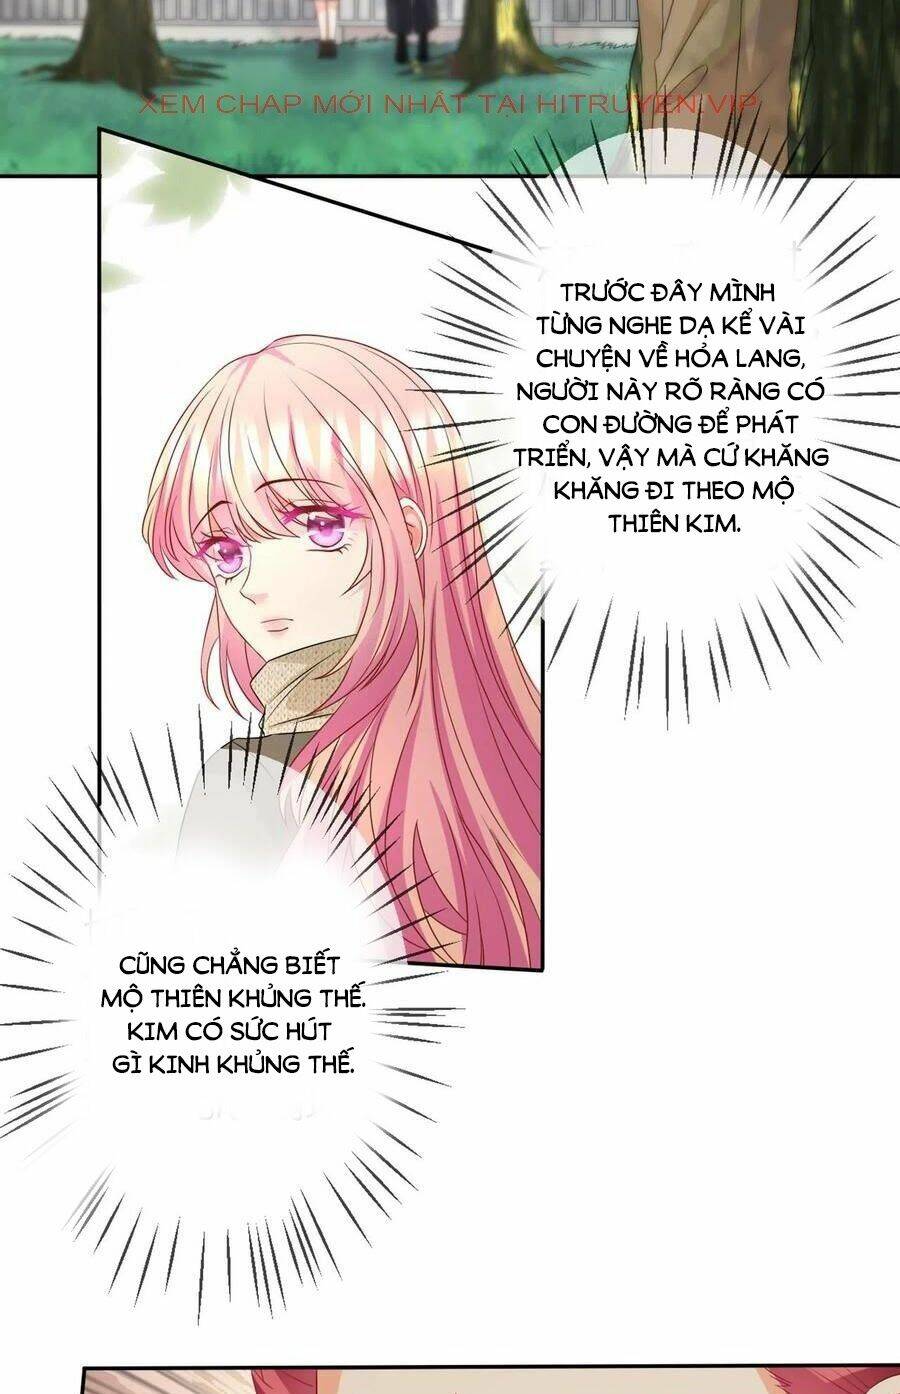 XEM CHAP MỚI NHẤT TẠI HITRUYEN.VIP
TRƯỚC ĐÂY MÌNH
TỪNG NGHE DẠ KỂ VÀI
CHUYỆN VỀ HỎA LANG,
NGƯỜI NÀY RÕ RÀNG CÓ
CON ĐƯỜNG ĐỂ PHÁT
TRIỂN, VẬY MÀ CỨ KHĂNG
KHĂNG ĐI THEO MỘ
THIÊN KIM.
CŨNG CHẲNG BIẾT
MỘ THIÊN KHỦNG THẾ.
KIM CÓ SỨC HÚT
GÌ KINH KHỦNG THẾ.